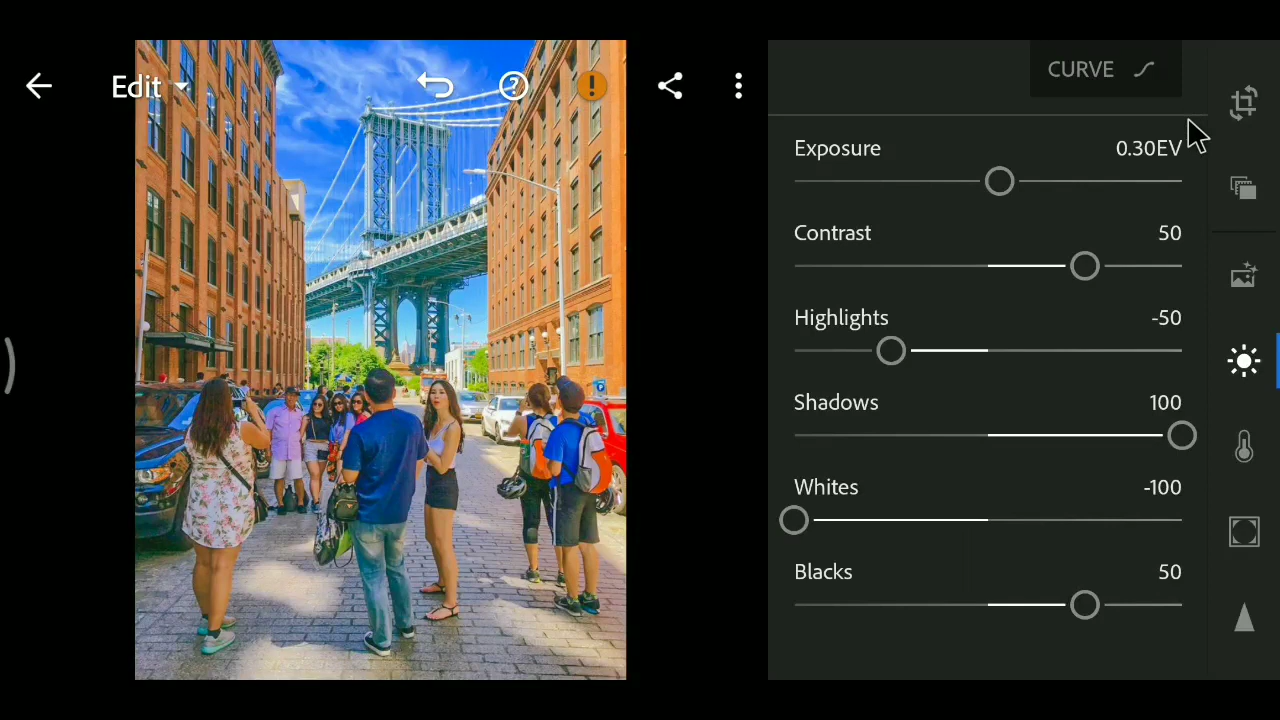 Edit
CURVE
Exposure 0.30EV
Contrast 50
Highlights -50
Shadows 100
Whites -100
Blacks 50